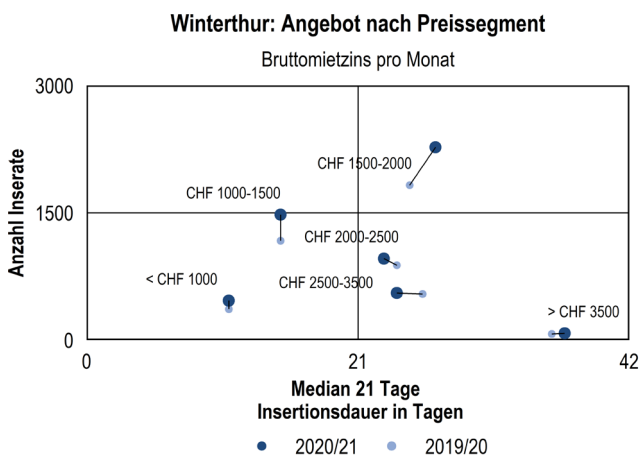 Winterthur: Angebot nach Preissegment
Bruttomietzins pro Monat
Anzahl Inserate
3000
1500
0
CHF 1500-2000
CHF 1000-1500
CHF 2000-2500
< CHF 1000
CHF 2500-3500
> CHF 3500
0
21
42
Median 21 Tage
Insertionsdauer in Tagen
2020/21
2019/20